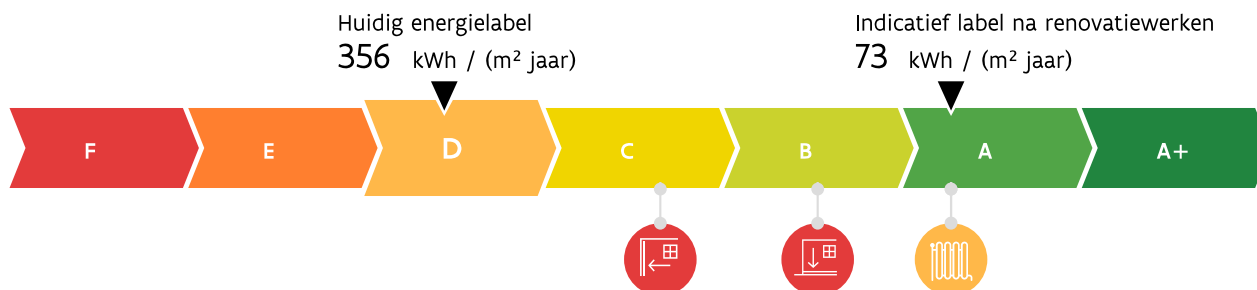 Huidig energielabel
356 kWh / (m² jaar)
Indicatief label na renovatiewerken
73 kWh / (m² jaar)
F E D C B A A+